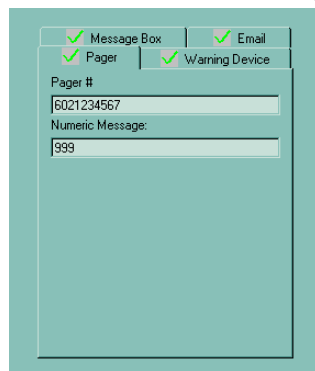 Message Box Email
Pager Warning Device
Pager #
6021234567
Numeric Message:
999